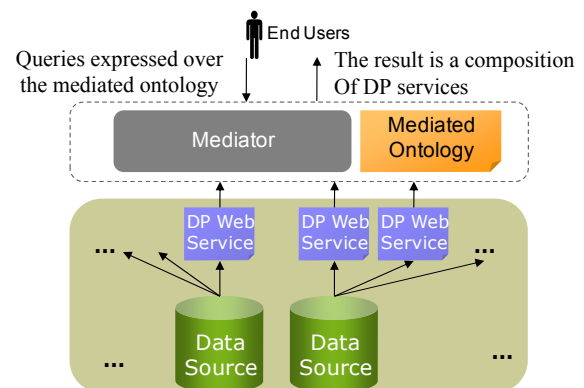 End Users
Queries expressed over
the mediated ontology
The result is a composition
Of DP services
Mediator
Mediated
Ontology
DP Web
Service
DP Web
Service
DP Web
Service
...
...
Data
Source
Data
Source
...
...